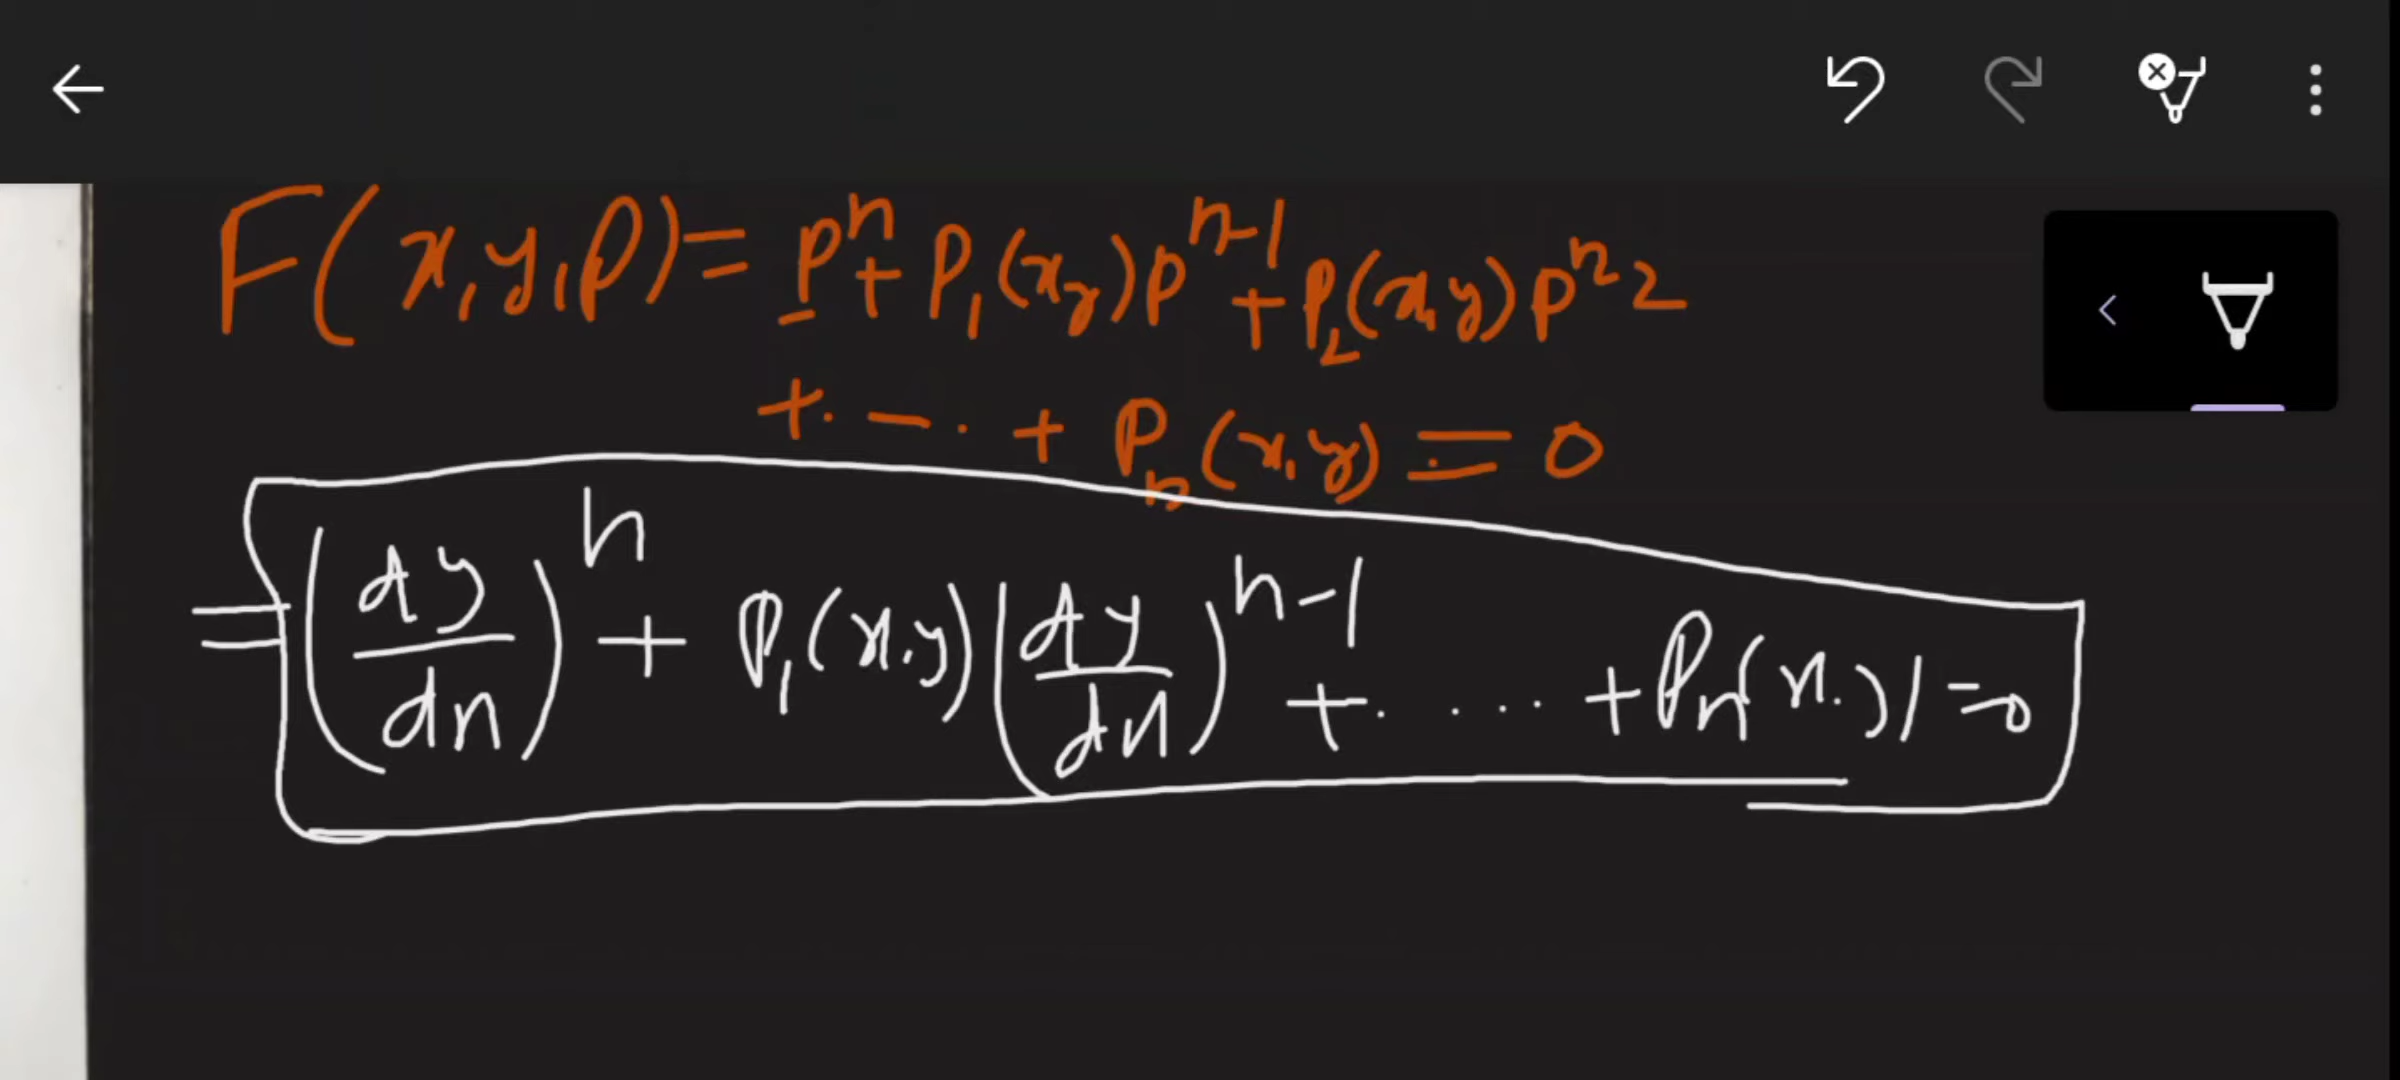 F(x,y,p) = pⁿ + P₁(x,y)pⁿ⁻¹ + P₂(x,y)pⁿ⁻²
+ . - . . + Pₙ(x,y) = 0
= (dy/dx)ⁿ + P₁(x,y)(dy/dx)ⁿ⁻¹ + . . . . . + Pₙ(x,y) = 0